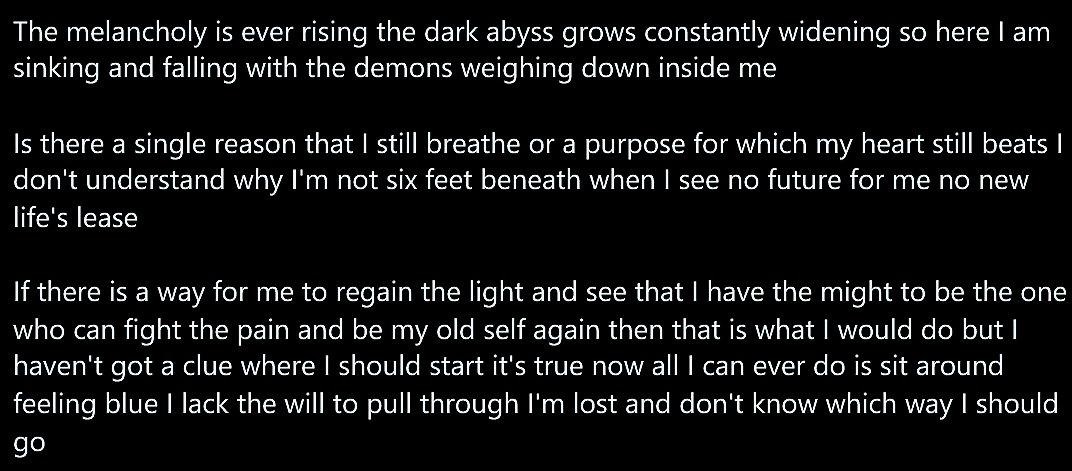 The melancholy is ever rising the dark abyss grows constantly widening so here I am
sinking and falling with the demons weighing down inside me
Is there a single reason that I still breathe or a purpose for which my heart still beats I
don't understand why I'm not six feet beneath when I see no future for me no new
life's lease
If there is a way for me to regain the light and see that I have the might to be the one
who can fight the pain and be my old self again then that is what I would do but I
haven't got a clue where I should start it's true now all I can ever do is sit around
feeling blue I lack the will to pull through I'm lost and don't know which way I should
go